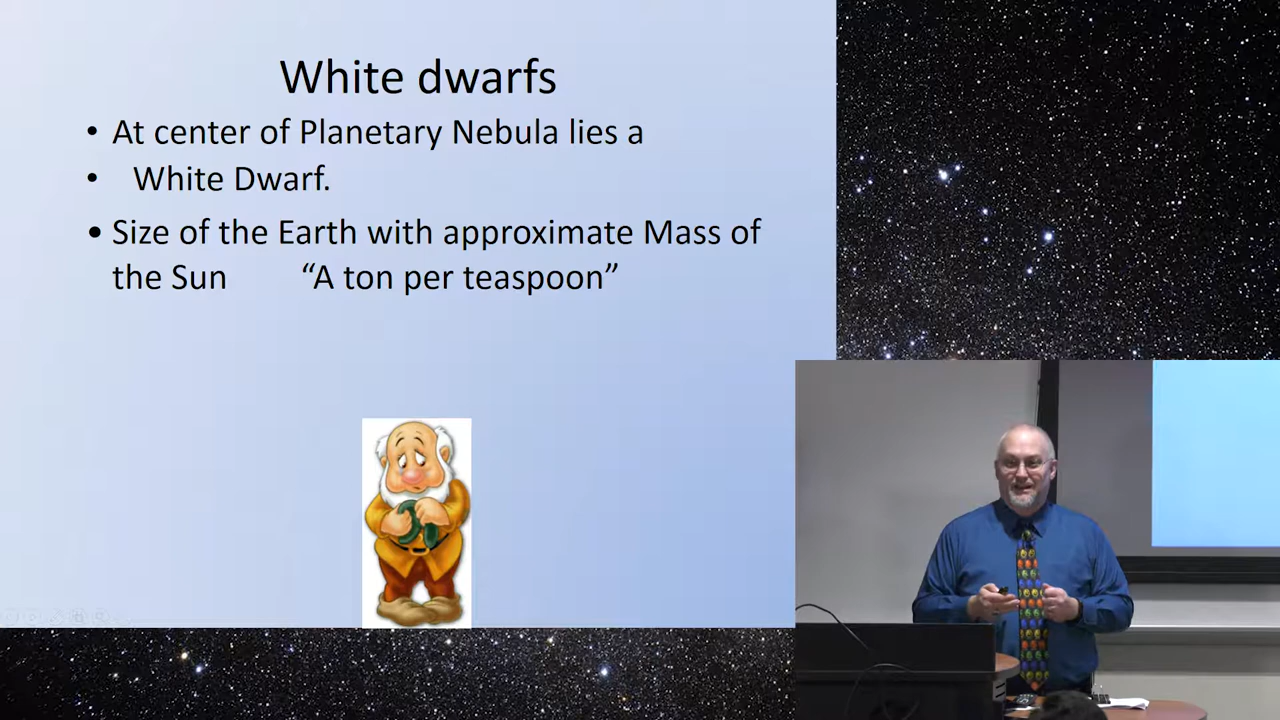 White dwarfs
• At center of Planetary Nebula lies a
• White Dwarf.
• Size of the Earth with approximate Mass of
the Sun “A ton per teaspoon”